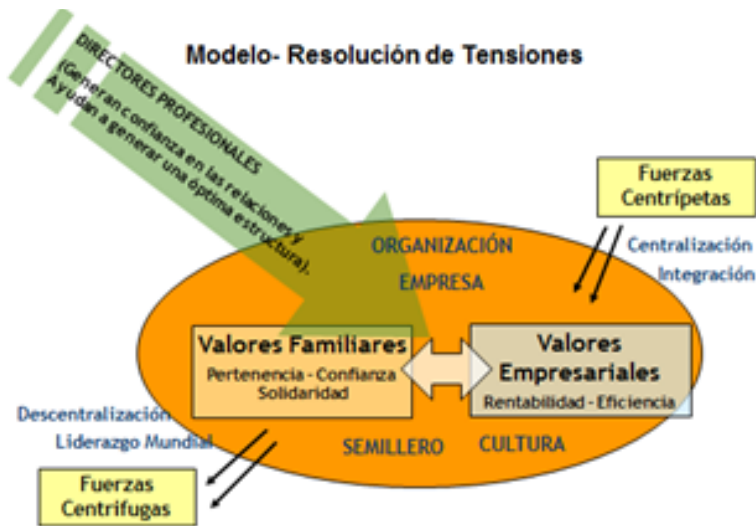 Modelo- Resolución de Tensiones
DIRECTORES PROFESIONALES
(Generan confianza en las relaciones y
Ayudan a generar una óptima estructura).
Fuerzas
Centrípetas
Centralización
Integración
ORGANIZACIÓN
EMPRESA
Valores Familiares
Pertenencia - Confianza
Solidaridad
Valores
Empresariales
Rentabilidad - Eficiencia
Descentralización
Liderazgo Mundial
SEMILLERO
CULTURA
Fuerzas
Centrifugas